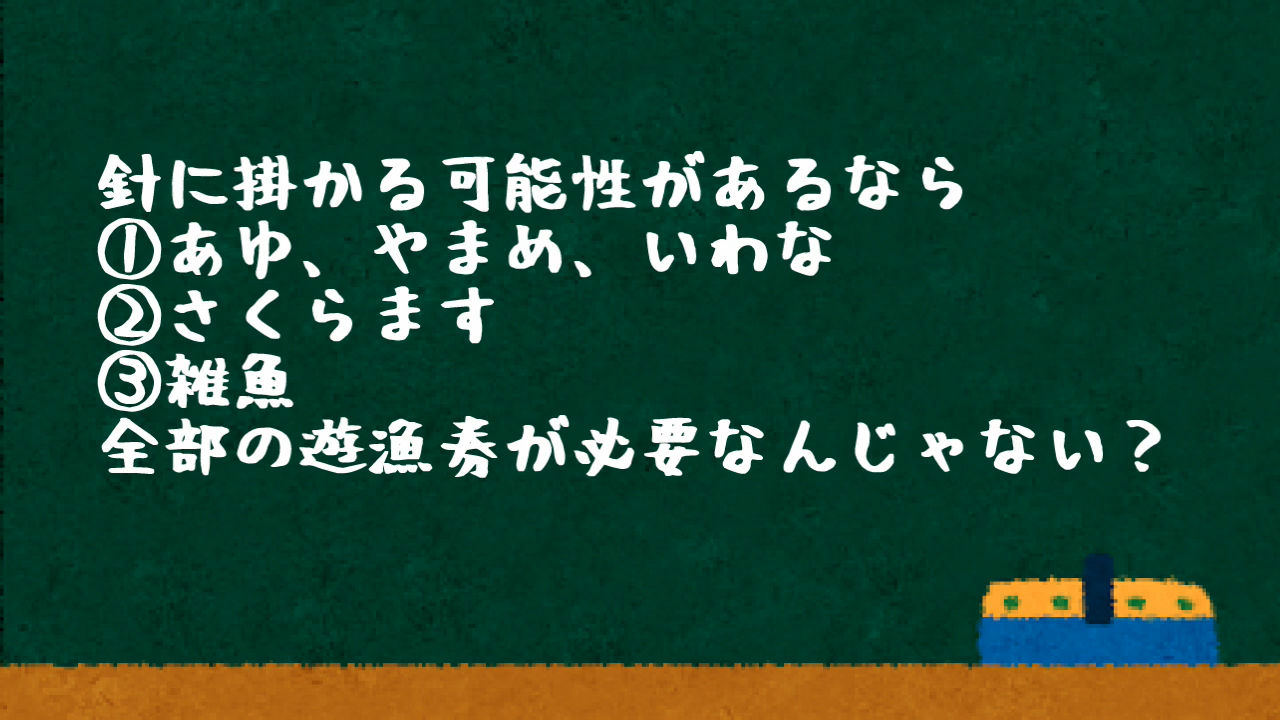 針に掛かる可能性があるなら
①あゆ、やまめ、いわな
②さくらます
③雑魚
全部の遊漁券が必要なんじゃない？